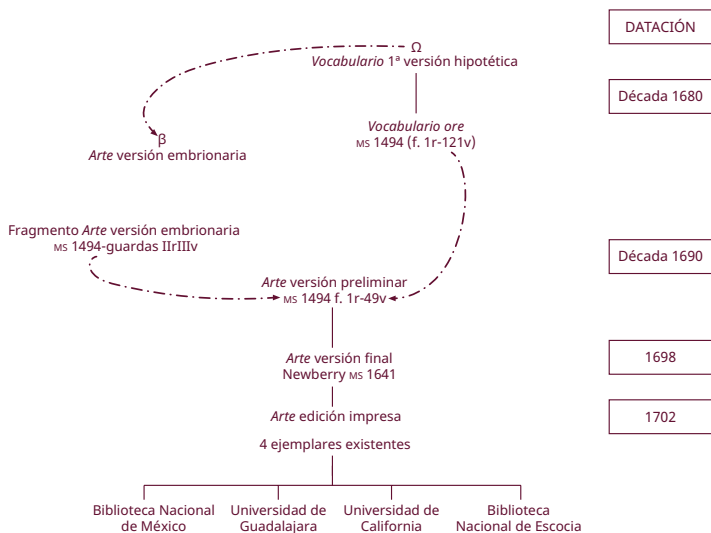 DATACIÓN
Ω
Vocabulario 1ª versión hipotética
Década 1680
β
Arte versión embrionaria
Vocabulario ore
MS 1494 (f. 1r-121v)
Fragmento Arte versión embrionaria
MS 1494-guardas IIrIIIv
Década 1690
Arte versión preliminar
MS 1494 f. 1r-49v
Arte versión final
Newberry MS 1641
1698
Arte edición impresa
1702
4 ejemplares existentes
Biblioteca Nacional
de México
Universidad de
Guadalajara
Universidad de
California
Biblioteca
Nacional de Escocia